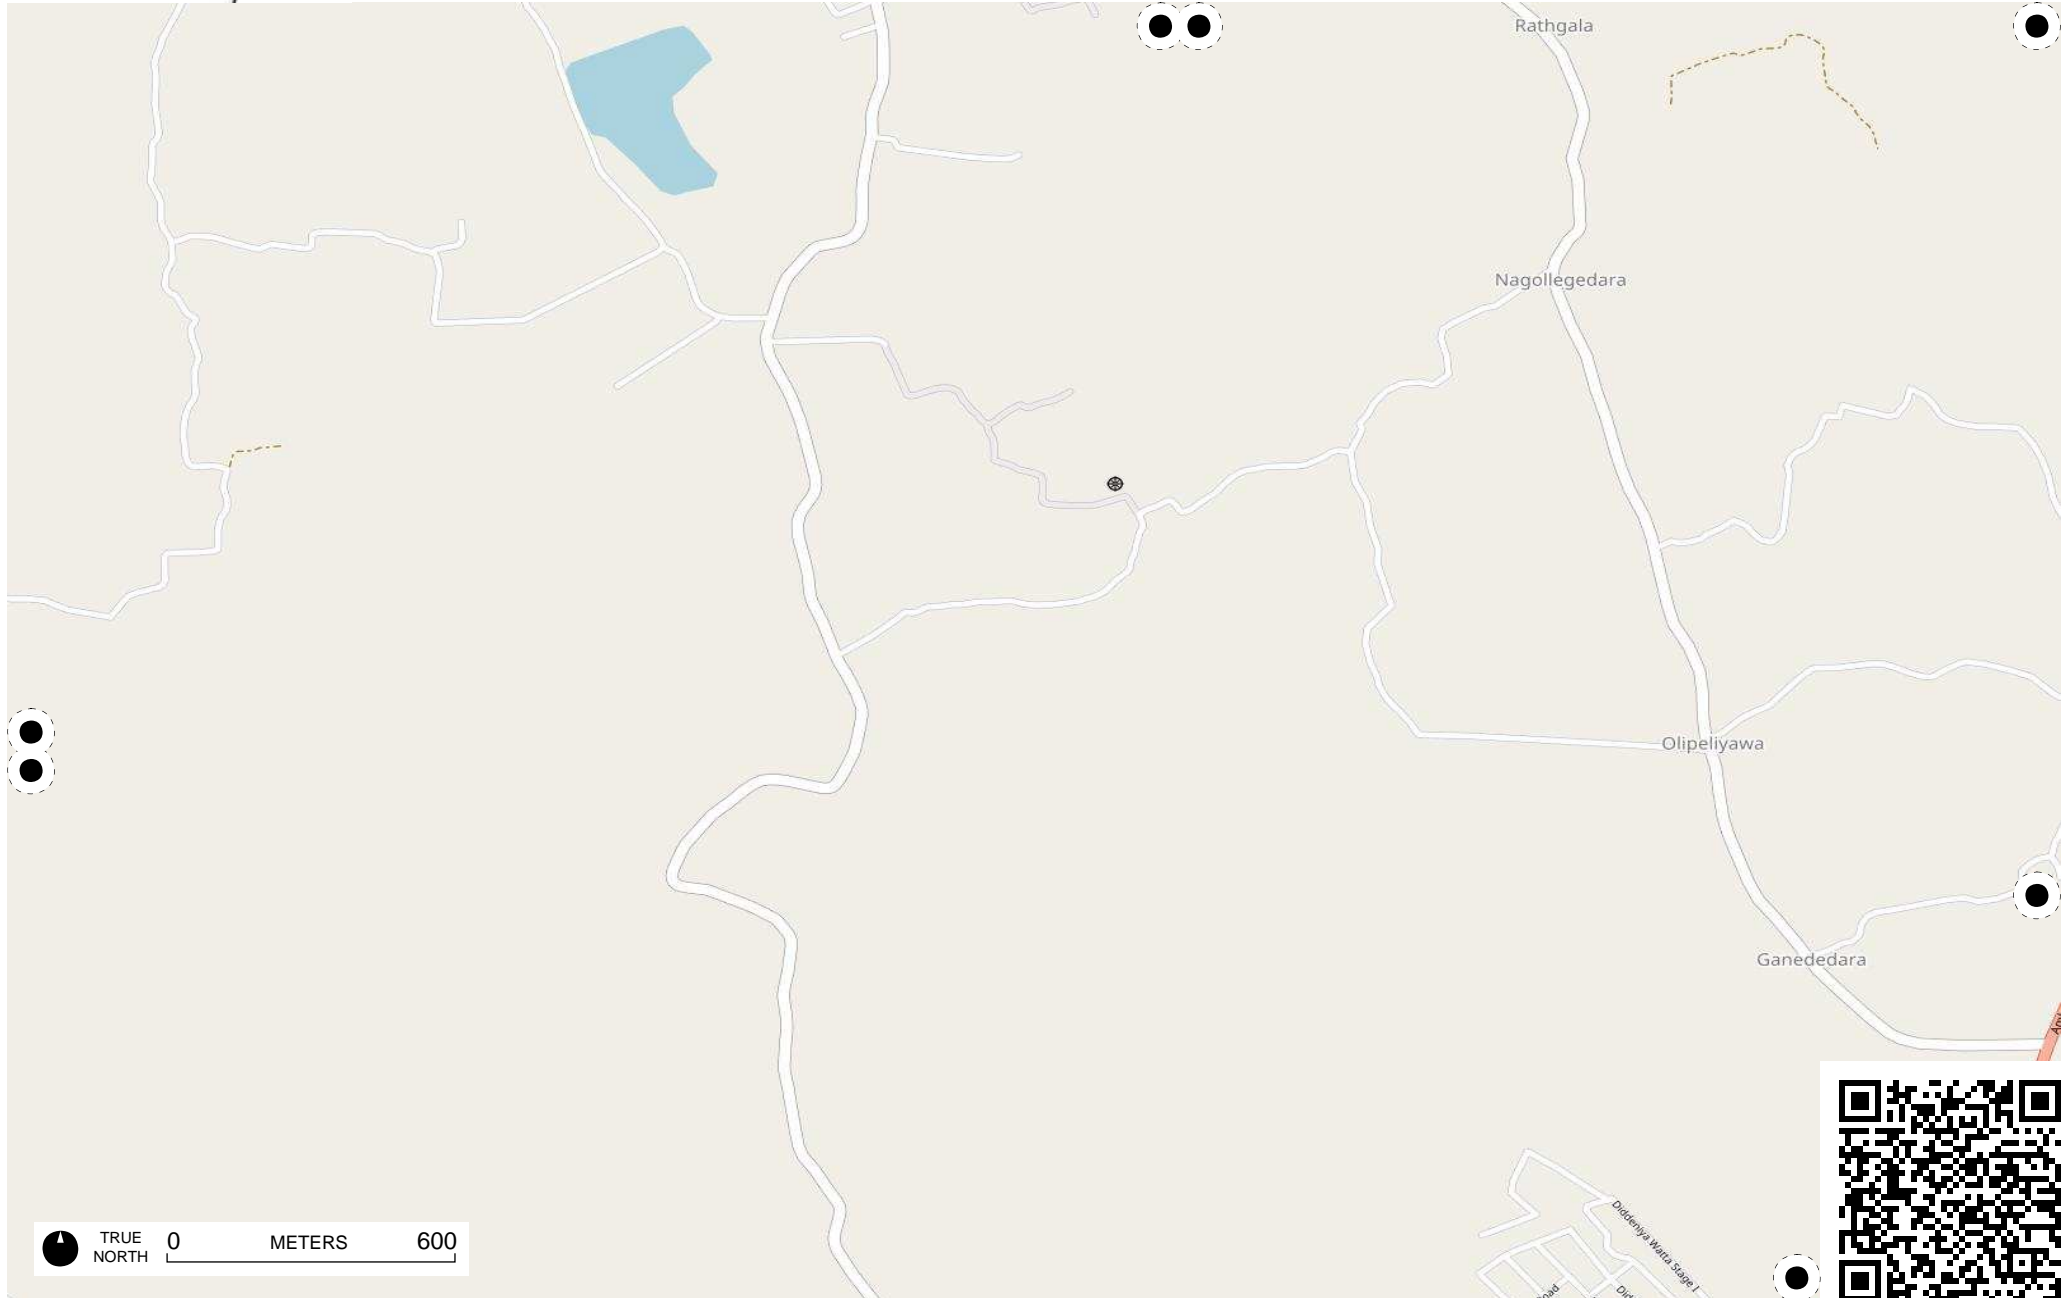 Rathgala
Nagollegedara
Olipeliyawa
Ganededara
Diddeniya Watta Stage I
TRUE
NORTH
0 METERS 600